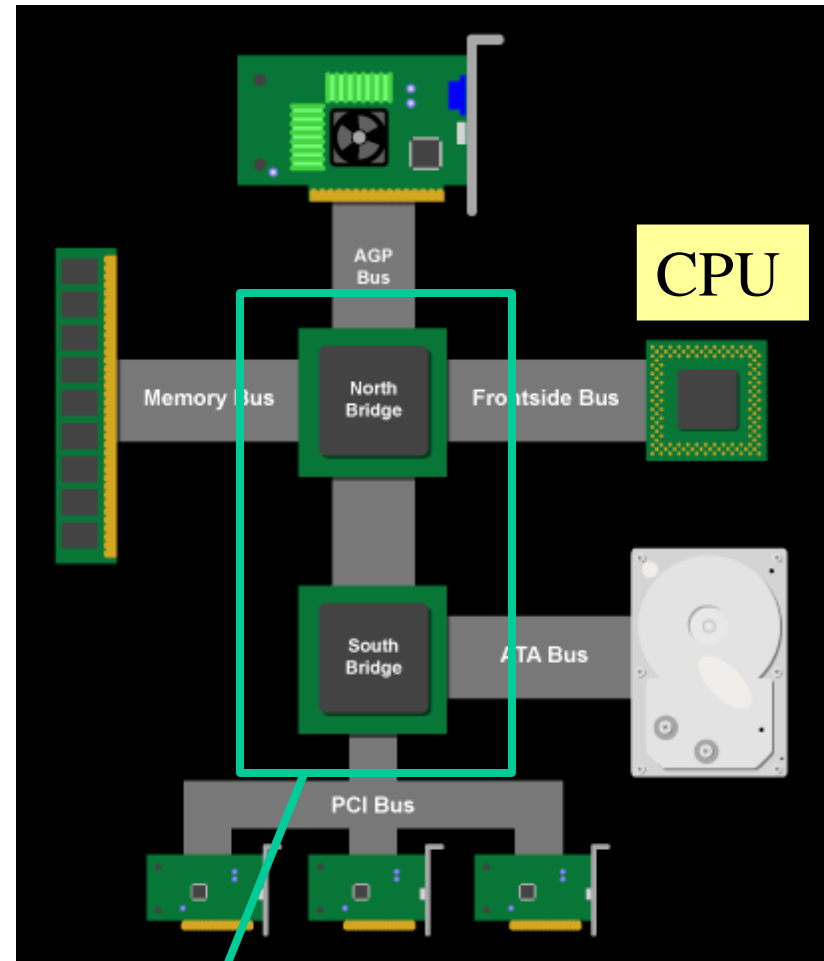 AGP
Bus
CPU
Memory Bus
North
Bridge
Frontside Bus
South
Bridge
ATA Bus
PCI Bus